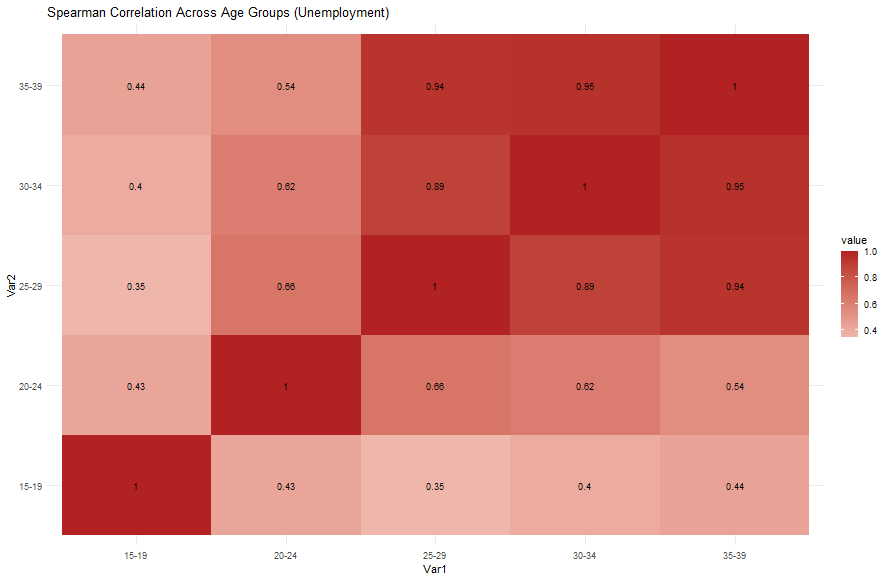 Spearman Correlation Across Age Groups (Unemployment)
35-39 0.44 0.54 0.94 0.95 1
30-34 0.4 0.62 0.89 1 0.95
value
1.0
0.8
0.6
0.4
Var2
25-29 0.35 0.66 1 0.89 0.94
20-24 0.43 1 0.66 0.62 0.54
15-19 1 0.43 0.35 0.4 0.44
15-19 20-24 25-29 30-34 35-39
Var1